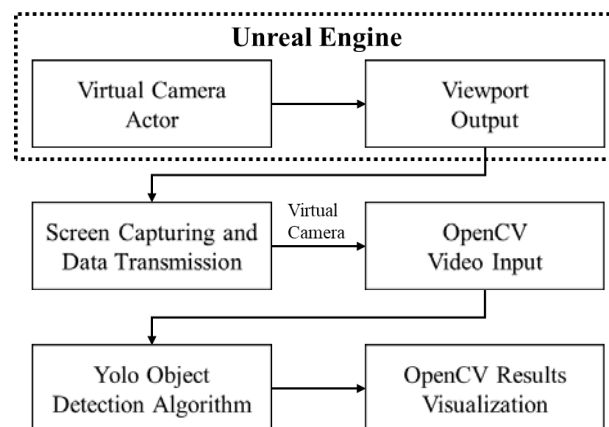 Unreal Engine
Virtual Camera
Actor
Viewport
Output
Screen Capturing and
Data Transmission
Virtual
Camera
OpenCV
Video Input
Yolo Object
Detection Algorithm
OpenCV Results
Visualization